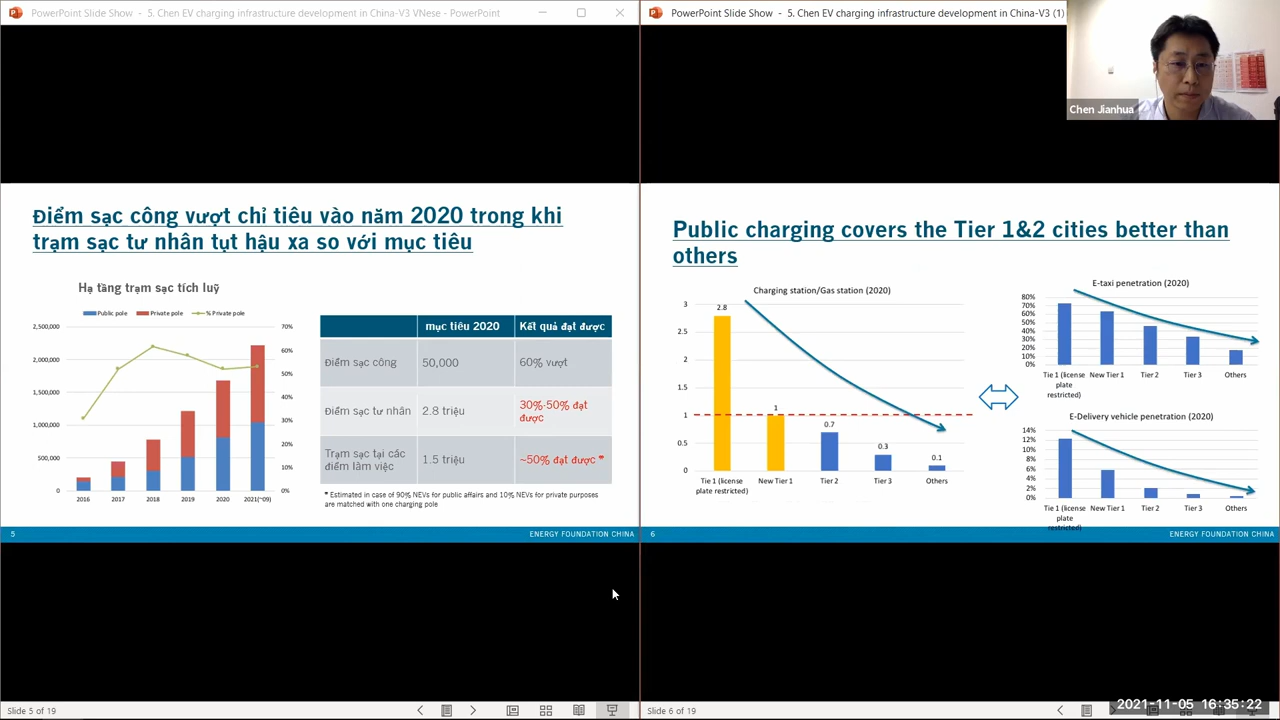 PowerPoint Slide Show - 5. Chen EV charging infrastructure development in China-V3 VNese - PowerPoint
PowerPoint Slide Show - 5. Chen EV charging infrastructure development in China-V3 (1)
Chen Jianhua
Điểm sạc công vượt chỉ tiêu vào năm 2020 trong khi
trạm sạc tư nhân tụt hậu xa so với mục tiêu
Hạ tầng trạm sạc tích luỹ
Public pole Private pole % Private pole
2,500,000
2,000,000
1,500,000
1,000,000
500,000
0
70%
60%
50%
40%
30%
20%
10%
0%
2016 2017 2018 2019 2020 2021(~09)
mục tiêu 2020 Kết quả đạt được
Điểm sạc công 50,000 60% vượt
Điểm sạc tư nhân 2.8 triệu 30%-50% đạt
được
Trạm sạc tại các
điểm làm việc 1.5 triệu ~50% đạt được *
* Estimated in case of 90% NEVs for public affairs and 10% NEVs for private purposes
are matched with one charging pole
5 ENERGY FOUNDATION CHINA
Public charging covers the Tier 1&2 cities better than
others
Charging station/Gas station (2020)
3
2.5
2
1.5
1
0.5
0
2.8
1
0.7
0.3
0.1
Tie 1 (license
plate restricted)
New Tier 1 Tier 2 Tier 3 Others
E-taxi penetration (2020)
80%
70%
60%
50%
40%
30%
20%
10%
0%
Tie 1 (license
plate
restricted)
New Tier 1 Tier 2 Tier 3 Others
E-Delivery vehicle penetration (2020)
14%
12%
10%
8%
6%
4%
2%
0%
Tie 1 (license
plate
restricted)
New Tier 1 Tier 2 Tier 3 Others
6 ENERGY FOUNDATION CHINA
Slide 5 of 19
Slide 6 of 19
2021-11-05 16:35:22